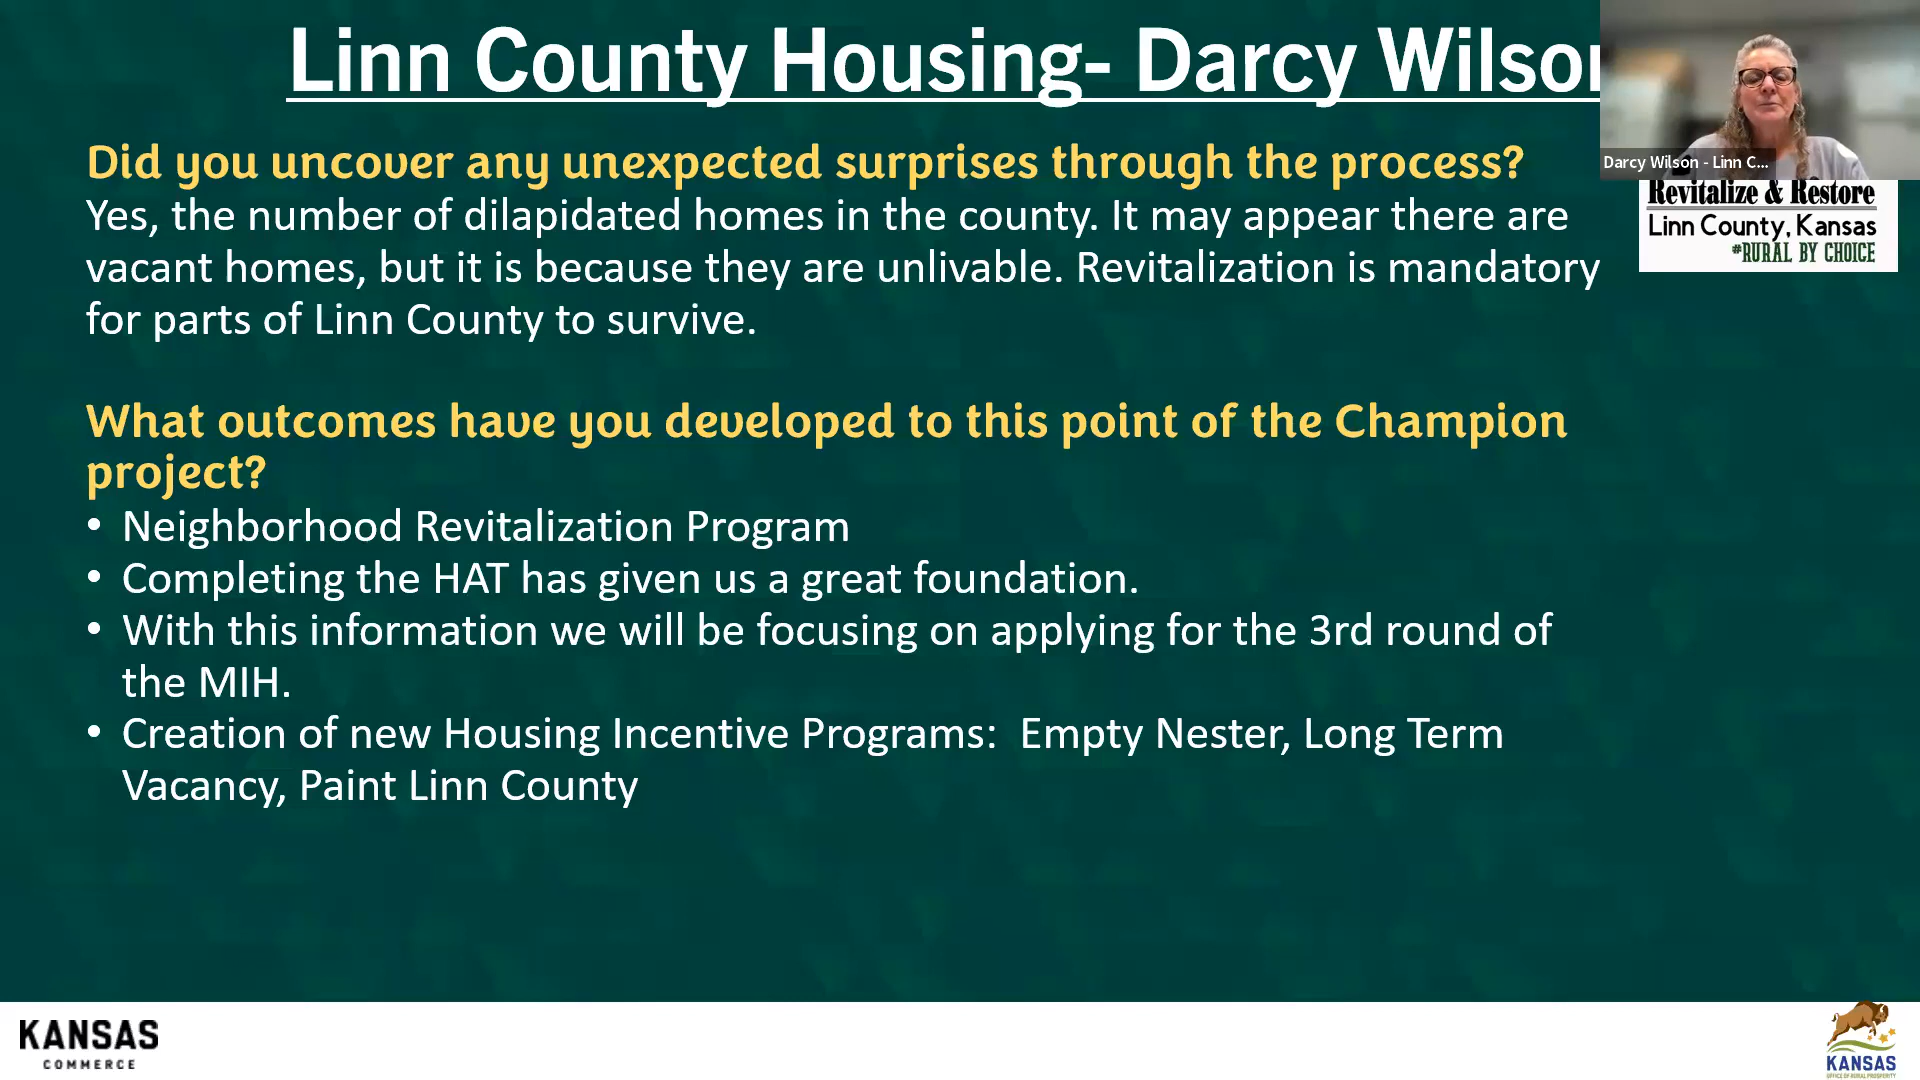 Linn County Housing- Darcy Wilson
Darcy Wilson - Linn C...
Did you uncover any unexpected surprises through the process?
Yes, the number of dilapidated homes in the county. It may appear there are
vacant homes, but it is because they are unlivable. Revitalization is mandatory
for parts of Linn County to survive.
Revitalize & Restore
Linn County, Kansas
#RURAL BY CHOICE
What outcomes have you developed to this point of the Champion
project?
• Neighborhood Revitalization Program
• Completing the HAT has given us a great foundation.
• With this information we will be focusing on applying for the 3rd round of
the MIH.
• Creation of new Housing Incentive Programs:  Empty Nester, Long Term
Vacancy, Paint Linn County
KANSAS
COMMERCE
KANSAS
OFFICE OF RURAL PROSPERITY